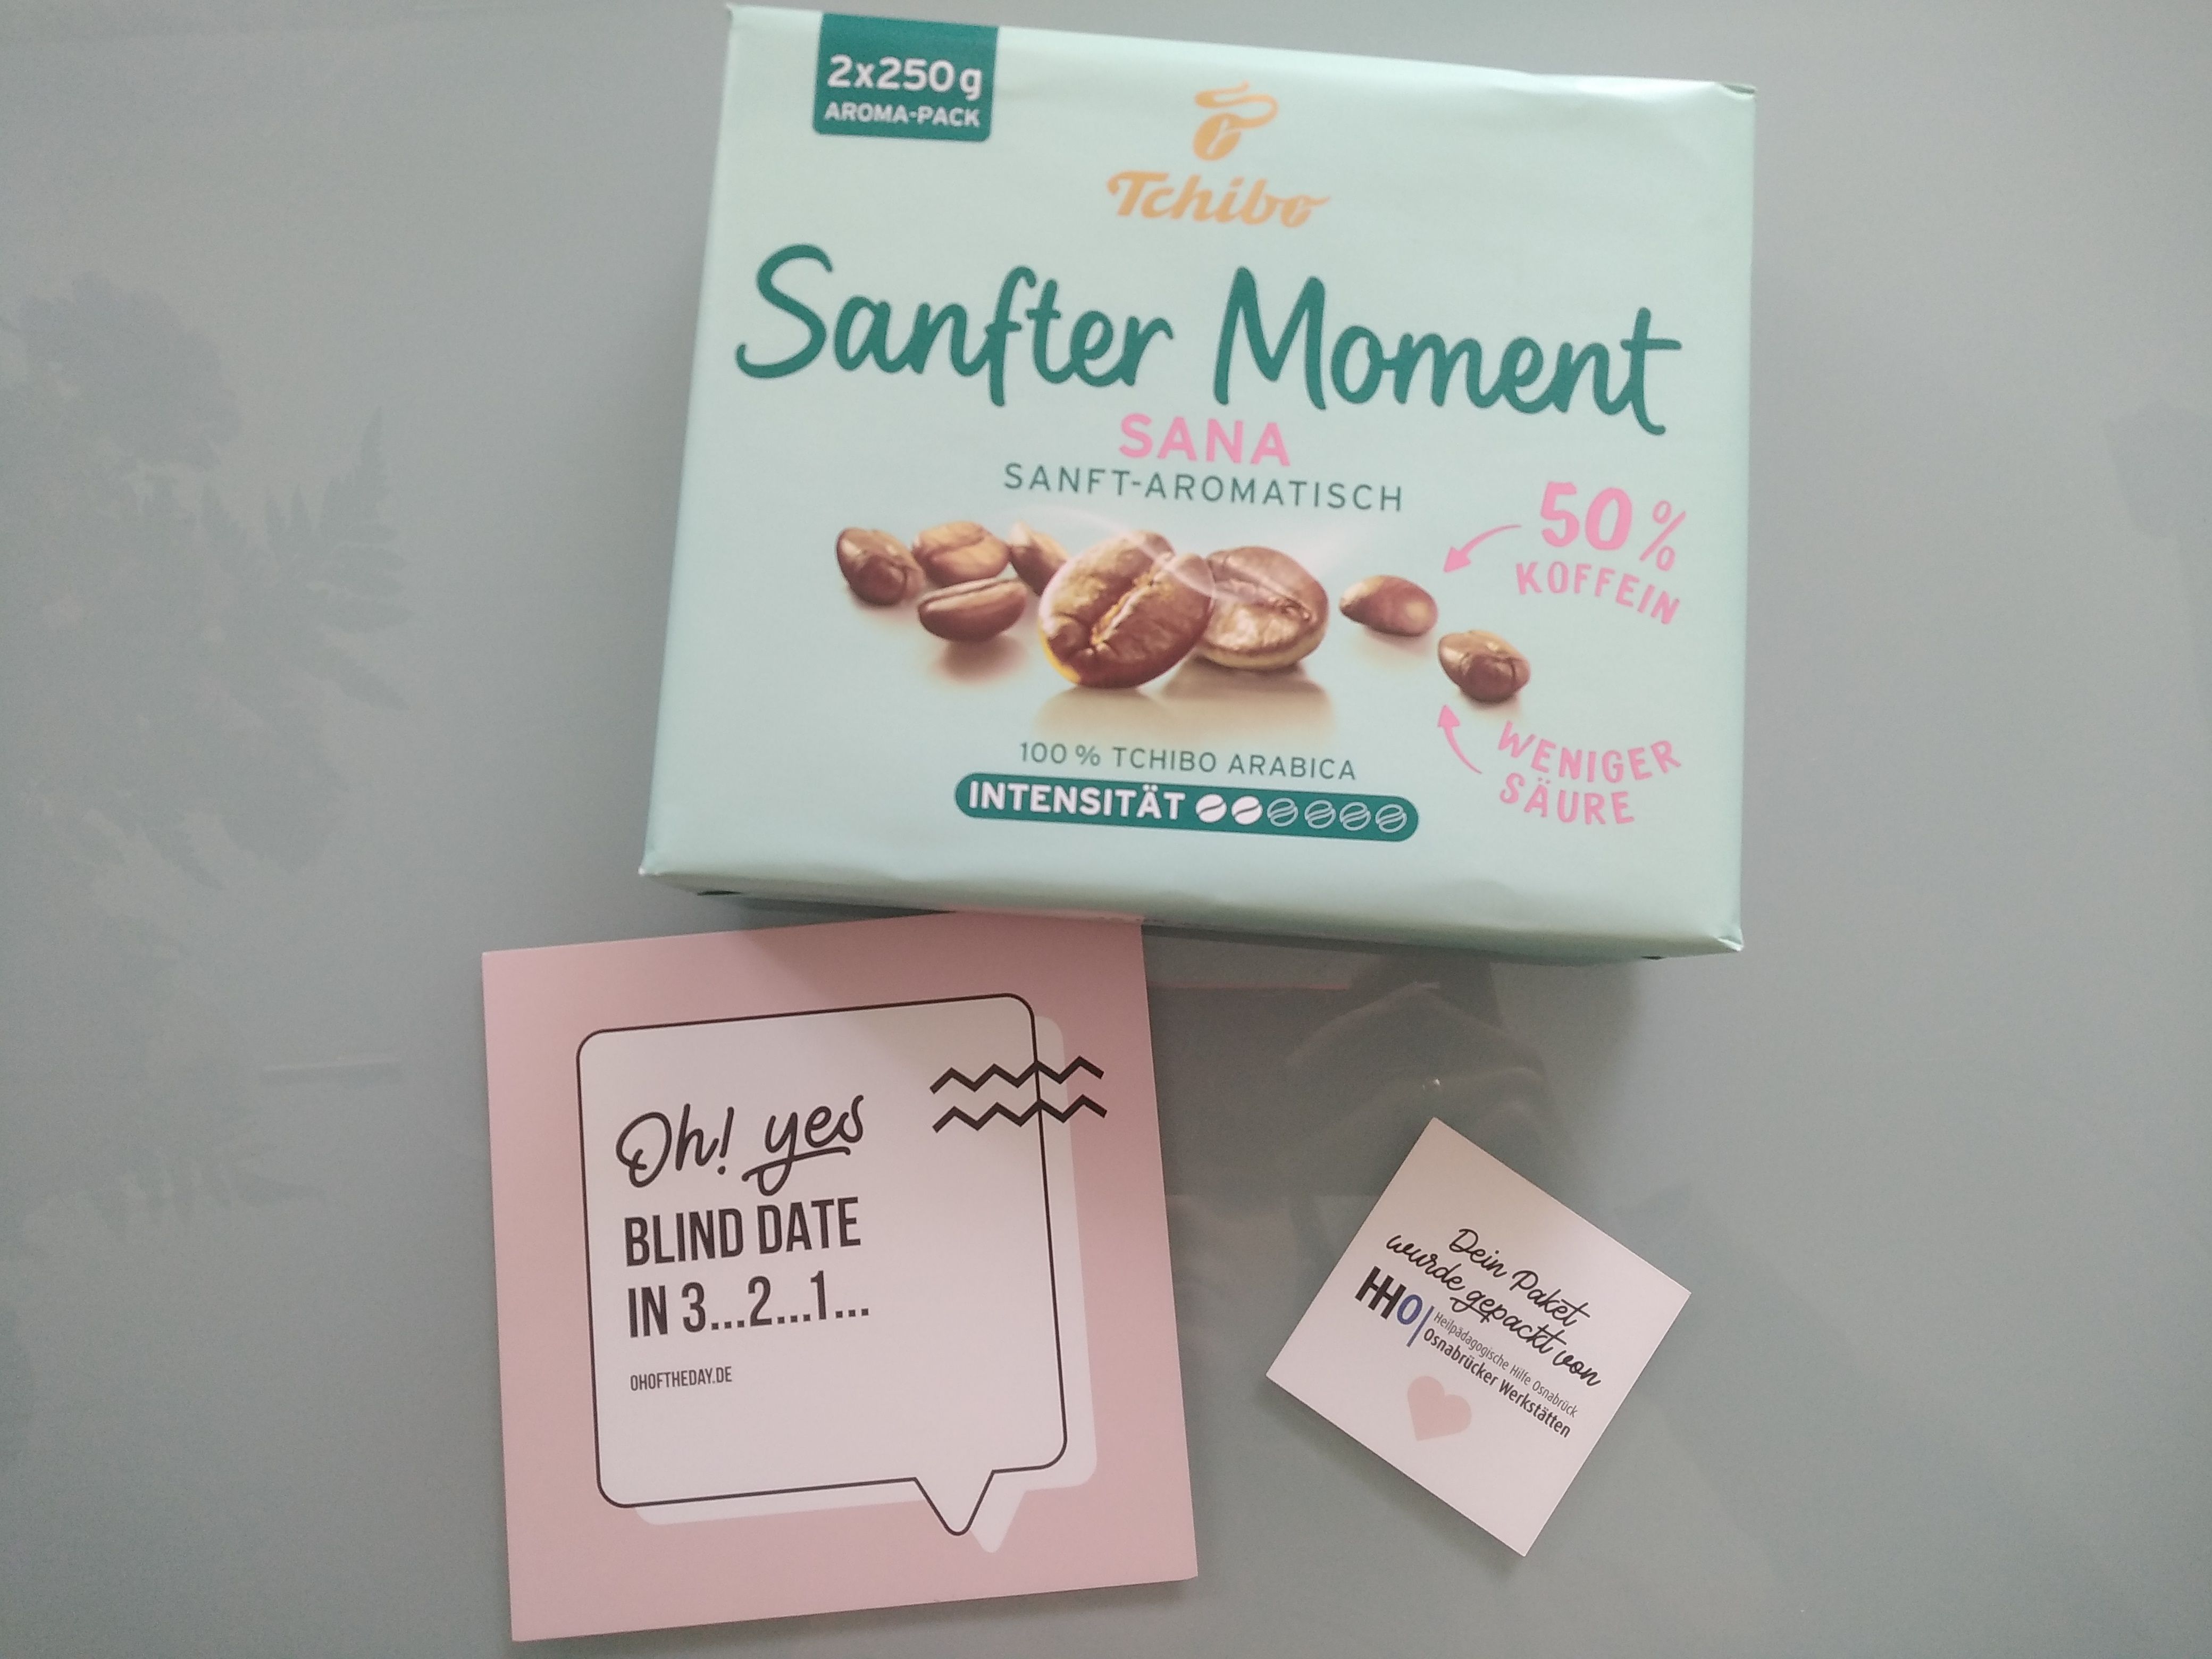 2x250g
AROMA-PACK
Tchibo
Sanfter Moment
SANA
SANFT-AROMATISCH
50%
KOFFEIN
WENIGER
SÄURE
100% TCHIBO ARABICA
INTENSITÄT
Oh! yes
BLIND DATE
IN 3...2...1...
OHOFTHEDAY.DE
Dein Paket
wurde gepackt von
HHO
Heilpädagogische Hilfe Osnabrück
Osnabrücker Werkstätten